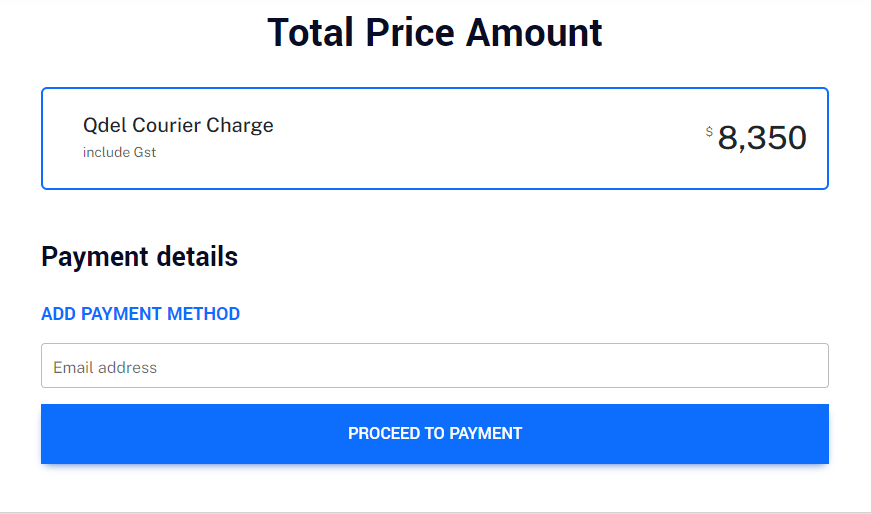 Total Price Amount
Qdel Courier Charge
include Gst
$8,350
Payment details
ADD PAYMENT METHOD
Email address
PROCEED TO PAYMENT